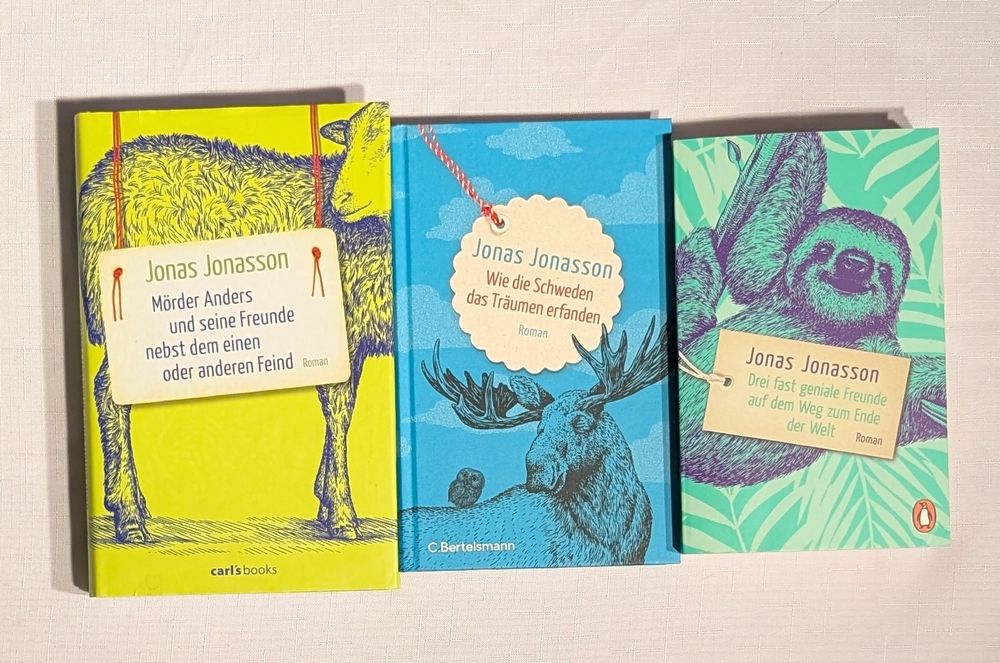 Jonas Jonasson
Mörder Anders
und seine Freunde
nebst dem einen
oder anderen Feind Roman
carl's books
Jonas Jonasson
Wie die Schweden
das Träumen erfanden
Roman
C.Bertelsmann
Jonas Jonasson
Drei fast geniale Freunde
auf dem Weg zum Ende
der Welt Roman